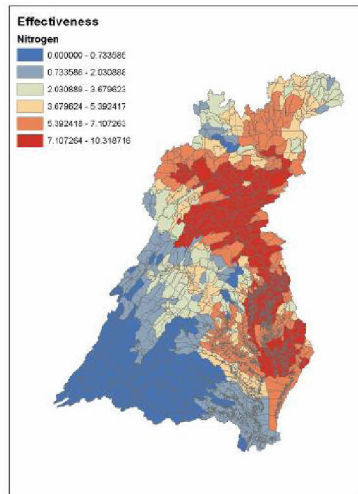 Effectiveness
Nitrogen
0.000000 - 0.733585
0.733586 - 2.030888
2.030889 - 3.679623
3.679624 - 5.392417
5.392418 - 7.107263
7.107264 - 10.318716